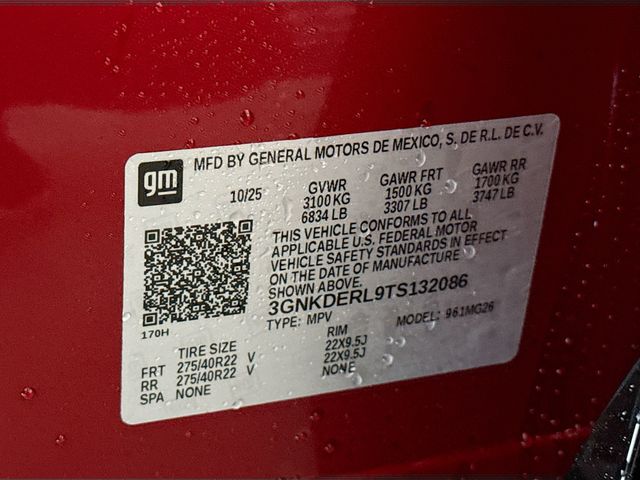 MFD BY GENERAL MOTORS DE MEXICO, S. DE R.L. DE C.V.
gm
10/25
GVWR
3100 KG
6834 LB
GAWR FRT
1500 KG
3307 LB
GAWR RR
1700 KG
3747 LB
THIS VEHICLE CONFORMS TO ALL
APPLICABLE U.S. FEDERAL MOTOR
VEHICLE SAFETY STANDARDS IN EFFECT
ON THE DATE OF MANUFACTURE
SHOWN ABOVE.
3GNKDERL9TS132086
TYPE: MPV MODEL: 961MG26
170H
TIRE SIZE RIM
FRT 275/40R22 V 22X9.5J
RR 275/40R22 V 22X9.5J
SPA NONE NONE